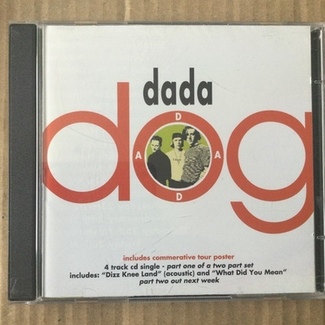 dada
dog
D
A A
D
includes commerative tour poster
4 track cd single - part one of a two part set
includes: "Dizz Knee Land" (acoustic) and "What Did You Mean"
part two out next week